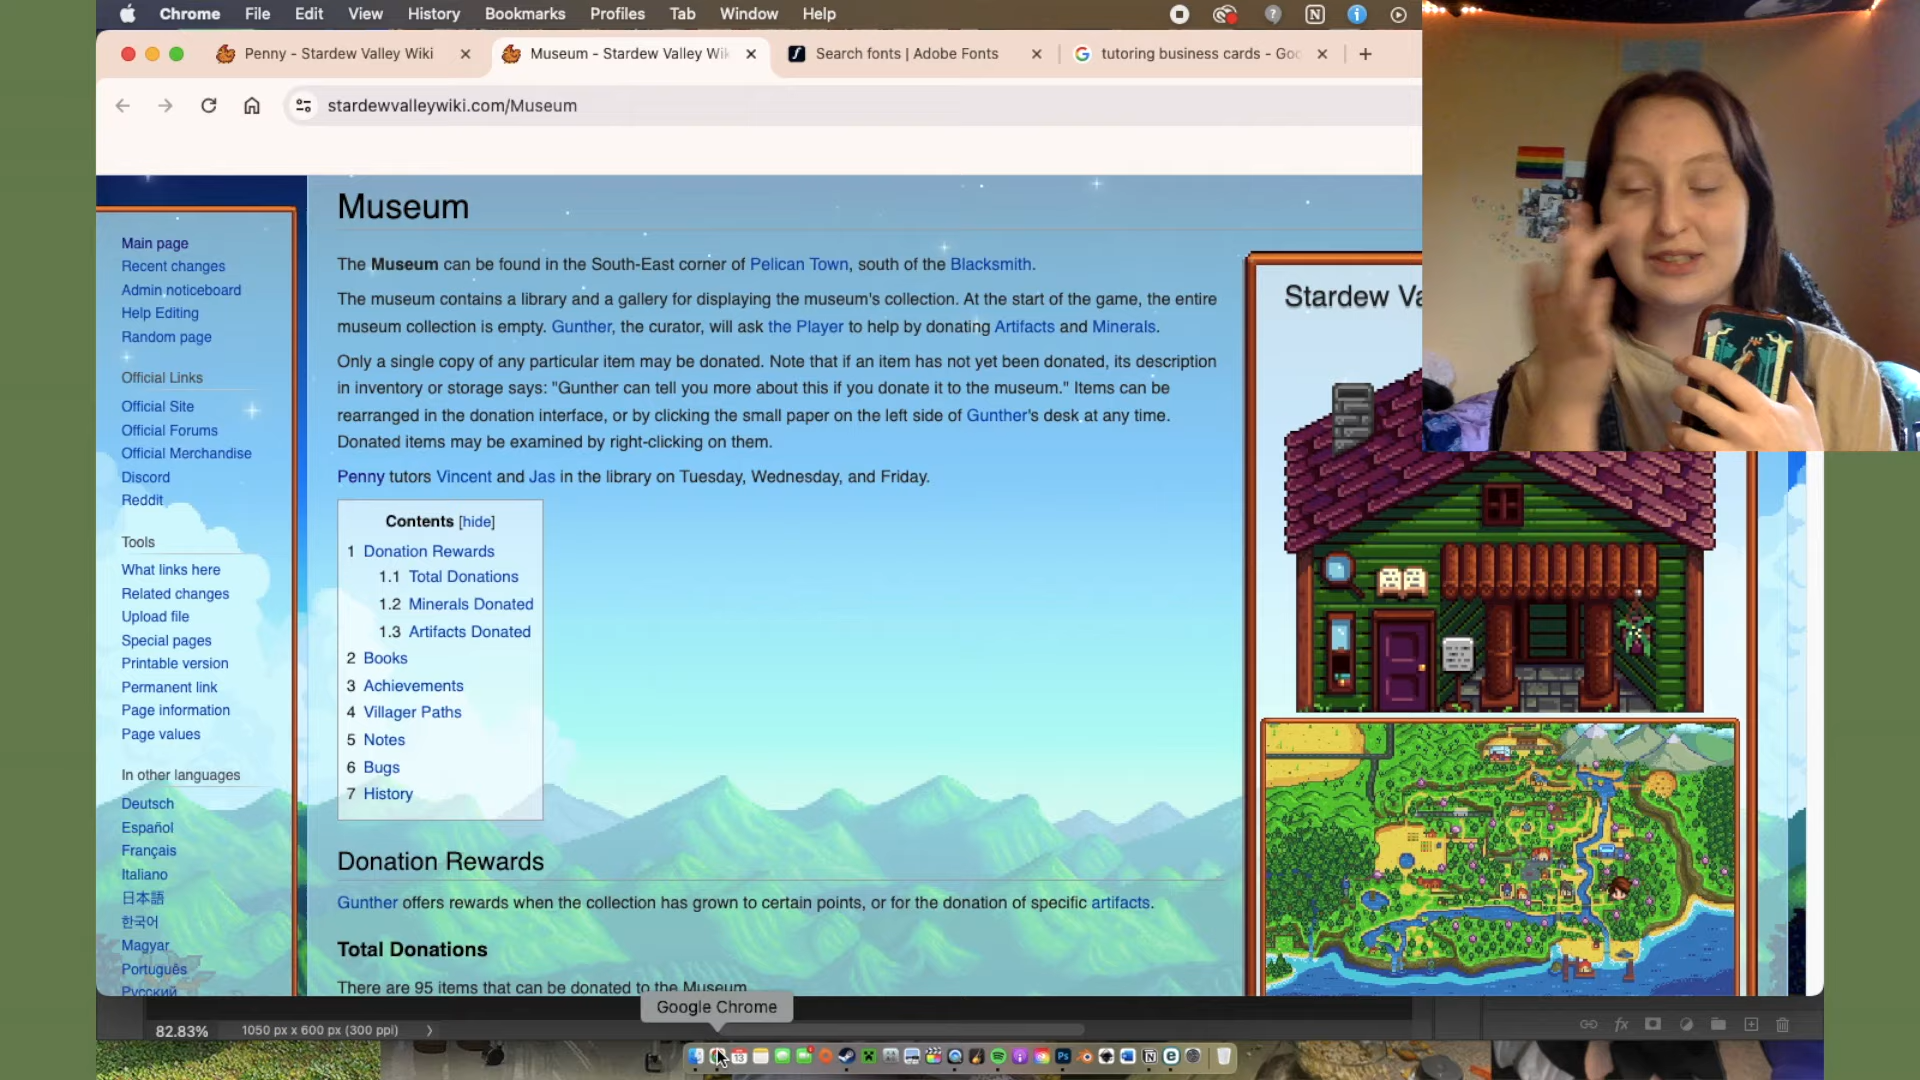 Chrome File Edit View History Bookmarks Profiles Tab Window Help
Penny - Stardew Valley Wiki
Museum - Stardew Valley Wik
Search fonts | Adobe Fonts
tutoring business cards - Goo
stardewvalleywiki.com/Museum
Main page
Recent changes
Admin noticeboard
Help Editing
Random page
Official Links
Official Site
Official Forums
Official Merchandise
Discord
Reddit
Tools
What links here
Related changes
Upload file
Special pages
Printable version
Permanent link
Page information
Page values
In other languages
Deutsch
Español
Français
Italiano
日本語
한국어
Magyar
Português
Русский
Museum
The Museum can be found in the South-East corner of Pelican Town, south of the Blacksmith.
The museum contains a library and a gallery for displaying the museum's collection. At the start of the game, the entire
museum collection is empty. Gunther, the curator, will ask the Player to help by donating Artifacts and Minerals.
Only a single copy of any particular item may be donated. Note that if an item has not yet been donated, its description
in inventory or storage says: "Gunther can tell you more about this if you donate it to the museum." Items can be
rearranged in the donation interface, or by clicking the small paper on the left side of Gunther's desk at any time.
Donated items may be examined by right-clicking on them.
Penny tutors Vincent and Jas in the library on Tuesday, Wednesday, and Friday.
Contents [hide]
1 Donation Rewards
1.1 Total Donations
1.2 Minerals Donated
1.3 Artifacts Donated
2 Books
3 Achievements
4 Villager Paths
5 Notes
6 Bugs
7 History
Donation Rewards
Gunther offers rewards when the collection has grown to certain points, or for the donation of specific artifacts.
Total Donations
There are 95 items that can be donated to the Museum
Stardew Va
Google Chrome
82.83% 1050 px x 600 px (300 ppi)
fx